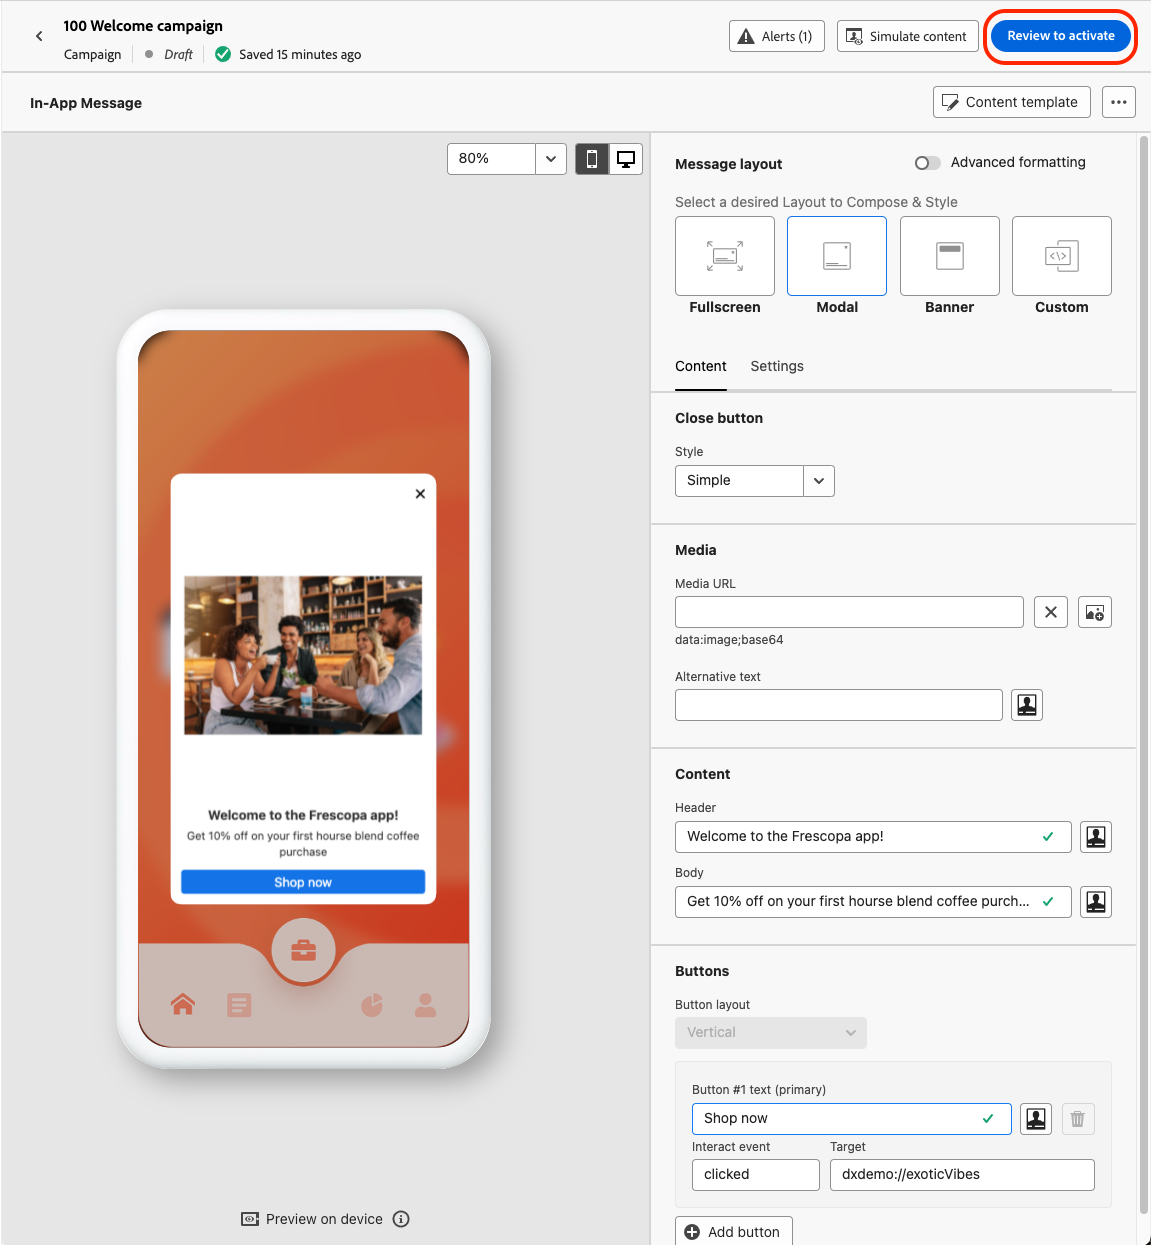 100 Welcome campaign
Campaign
Draft
Saved 15 minutes ago
Alerts (1)
Simulate content
Review to activate
In-App Message
Content template
80%
Message layout
Advanced formatting
Select a desired Layout to Compose & Style
Fullscreen
Modal
Banner
Custom
Content
Settings
Close button
Style
Simple
Media
Media URL
data:image;base64
Alternative text
Content
Header
Welcome to the Frescopa app!
Body
Get 10% off on your first hourse blend coffee purch...
Buttons
Button layout
Vertical
Button #1 text (primary)
Shop now
Interact event
Target
clicked
dxdemo://exoticVibes
Add button
Welcome to the Frescopa app!
Get 10% off on your first hourse blend coffee
purchase
Shop now
Preview on device